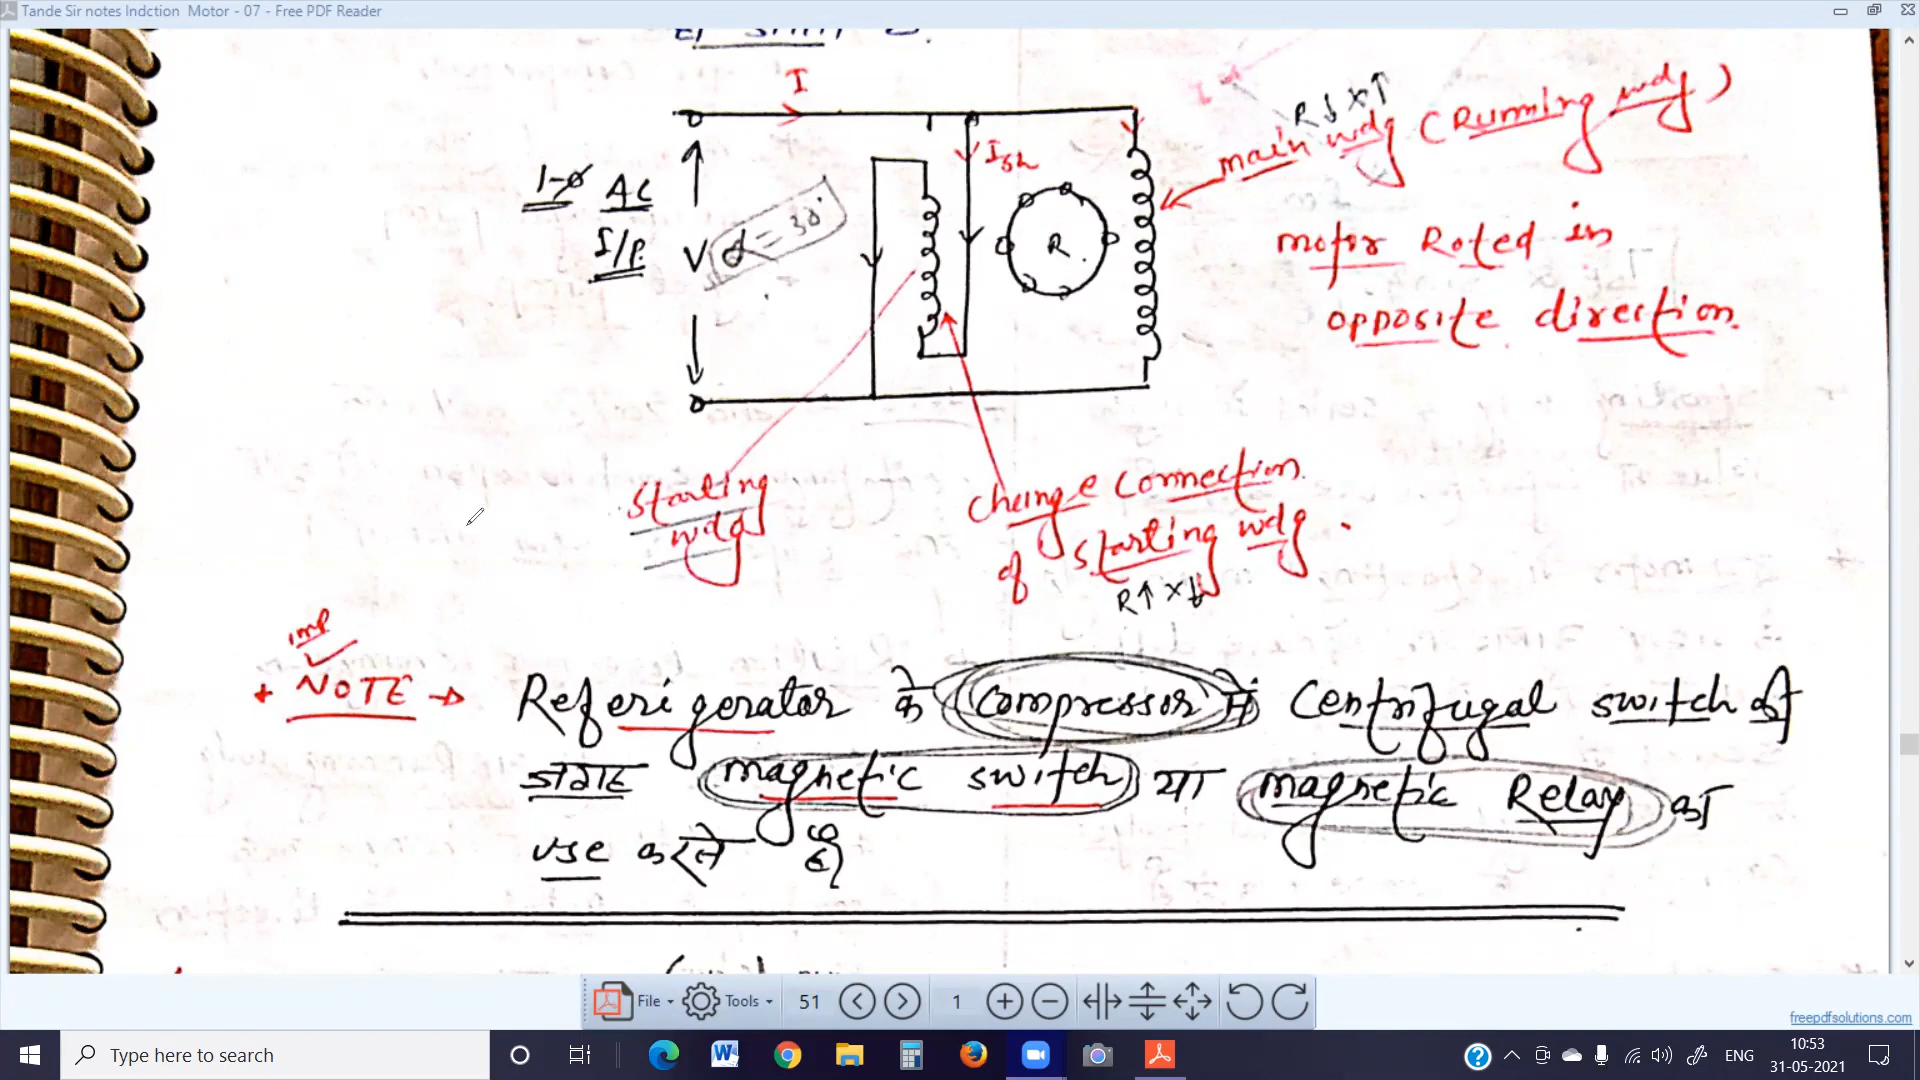 Tande Sir notes Indction Motor - 07 - Free PDF Reader
I
R↓ X↑
main wdg (Running wdg)
Ish
1-ϕ AC
I/P.
V
α = 30°
R
motor Roted in
opposite direction.
Starting
wdg
Change Connection
of starting wdg.
R↑ X↓
imp
+ NOTE →
Referigerator के Compressor में Centrifugal switch की
जगह magnetic switch या magnetic Relay का
use करते हैं
File
Tools
51
1
freepdfsolutions.com
Type here to search
ENG
10:53
31-05-2021